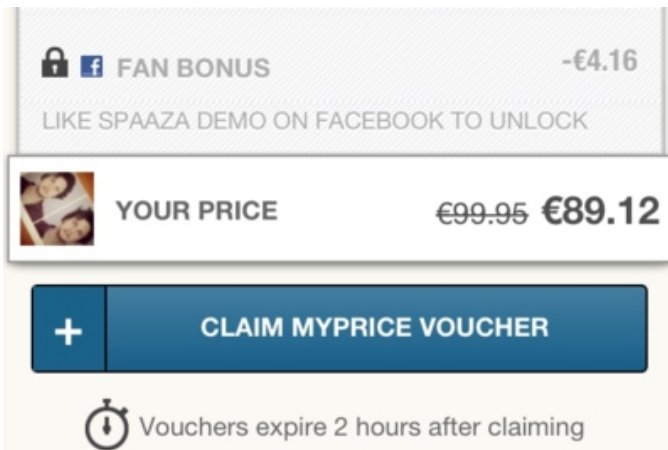 FAN BONUS -€4.16
LIKE SPAAZA DEMO ON FACEBOOK TO UNLOCK
YOUR PRICE €99.95 €89.12
+ CLAIM MYPRICE VOUCHER
Vouchers expire 2 hours after claiming